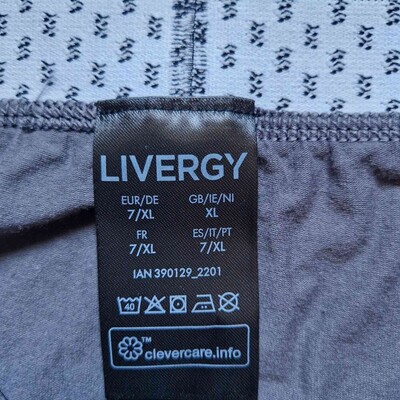 LIVERGY
EUR/DE GB/IE/NI
7/XL XL
FR ES/IT/PT
7/XL 7/XL
IAN 390129_2201
40
™
clevercare.info